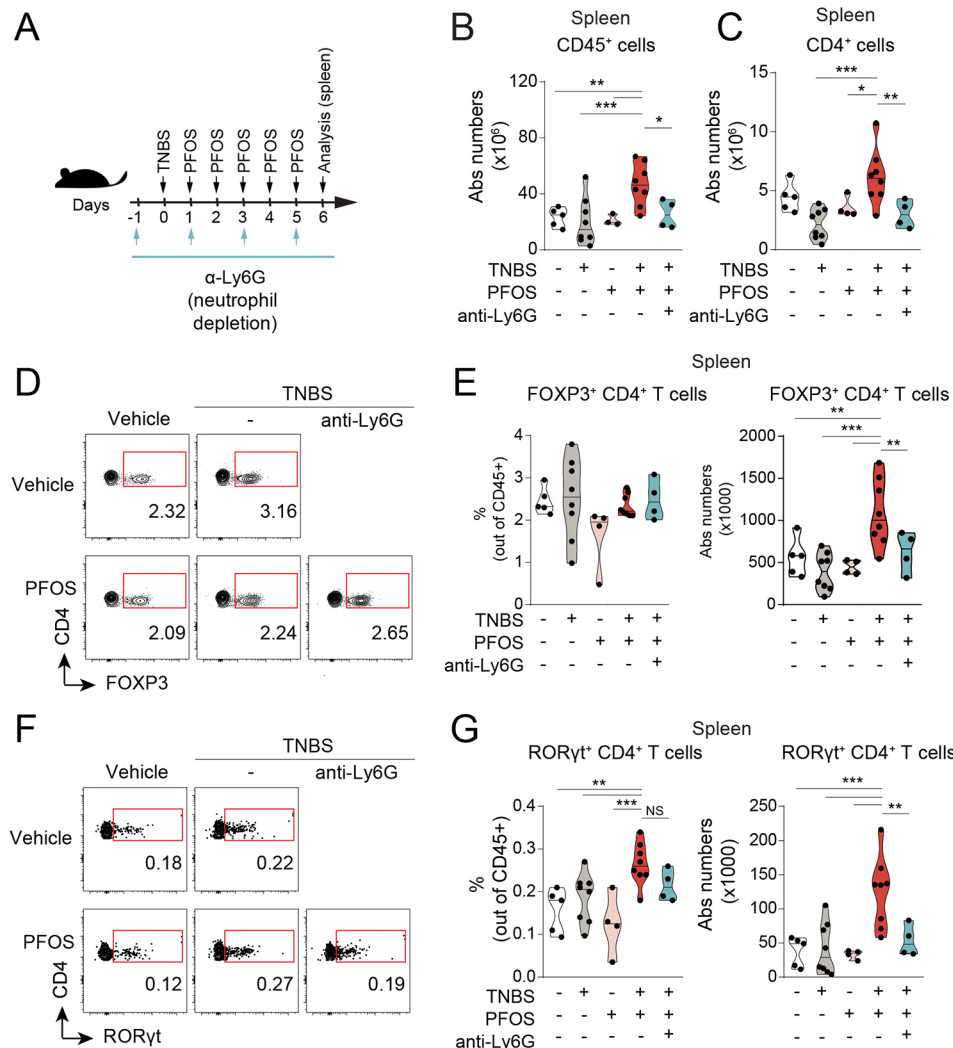 A
TNBS
PFOS
PFOS
PFOS
PFOS
PFOS
Analysis (spleen)
Days
-1 0 1 2 3 4 5 6
α-Ly6G
(neutrophil
depletion)
B
Spleen
CD45+ cells
Abs numbers
(x10⁶)
120
80
40
0
**
***
*
TNBS - + - + +
PFOS - - + + +
anti-Ly6G - - - - +
C
Spleen
CD4+ cells
Abs numbers
(x10⁶)
15
10
5
0
***
*
**
TNBS - + - + +
PFOS - - + + +
anti-Ly6G - - - - +
D
TNBS
Vehicle - anti-Ly6G
Vehicle
2.32 3.16
PFOS
2.09 2.24 2.65
CD4
FOXP3
E
Spleen
FOXP3+ CD4+ T cells
%
(out of CD45+)
4
3
2
1
0
TNBS - + - + +
PFOS - - + + +
anti-Ly6G - - - - +
FOXP3+ CD4+ T cells
Abs numbers
(x1000)
2000
1500
1000
500
0
**
***
**
- + - + +
- - + + +
- - - - +
F
TNBS
Vehicle - anti-Ly6G
Vehicle
0.18 0.22
PFOS
0.12 0.27 0.19
CD4
RORγt
G
Spleen
RORγt+ CD4+ T cells
%
(out of CD45+)
0.4
0.3
0.2
0.1
0.0
**
***
NS
TNBS - + - + +
PFOS - - + + +
anti-Ly6G - - - - +
RORγt+ CD4+ T cells
Abs numbers
(x1000)
250
200
150
100
50
0
***
**
- + - + +
- - + + +
- - - - +